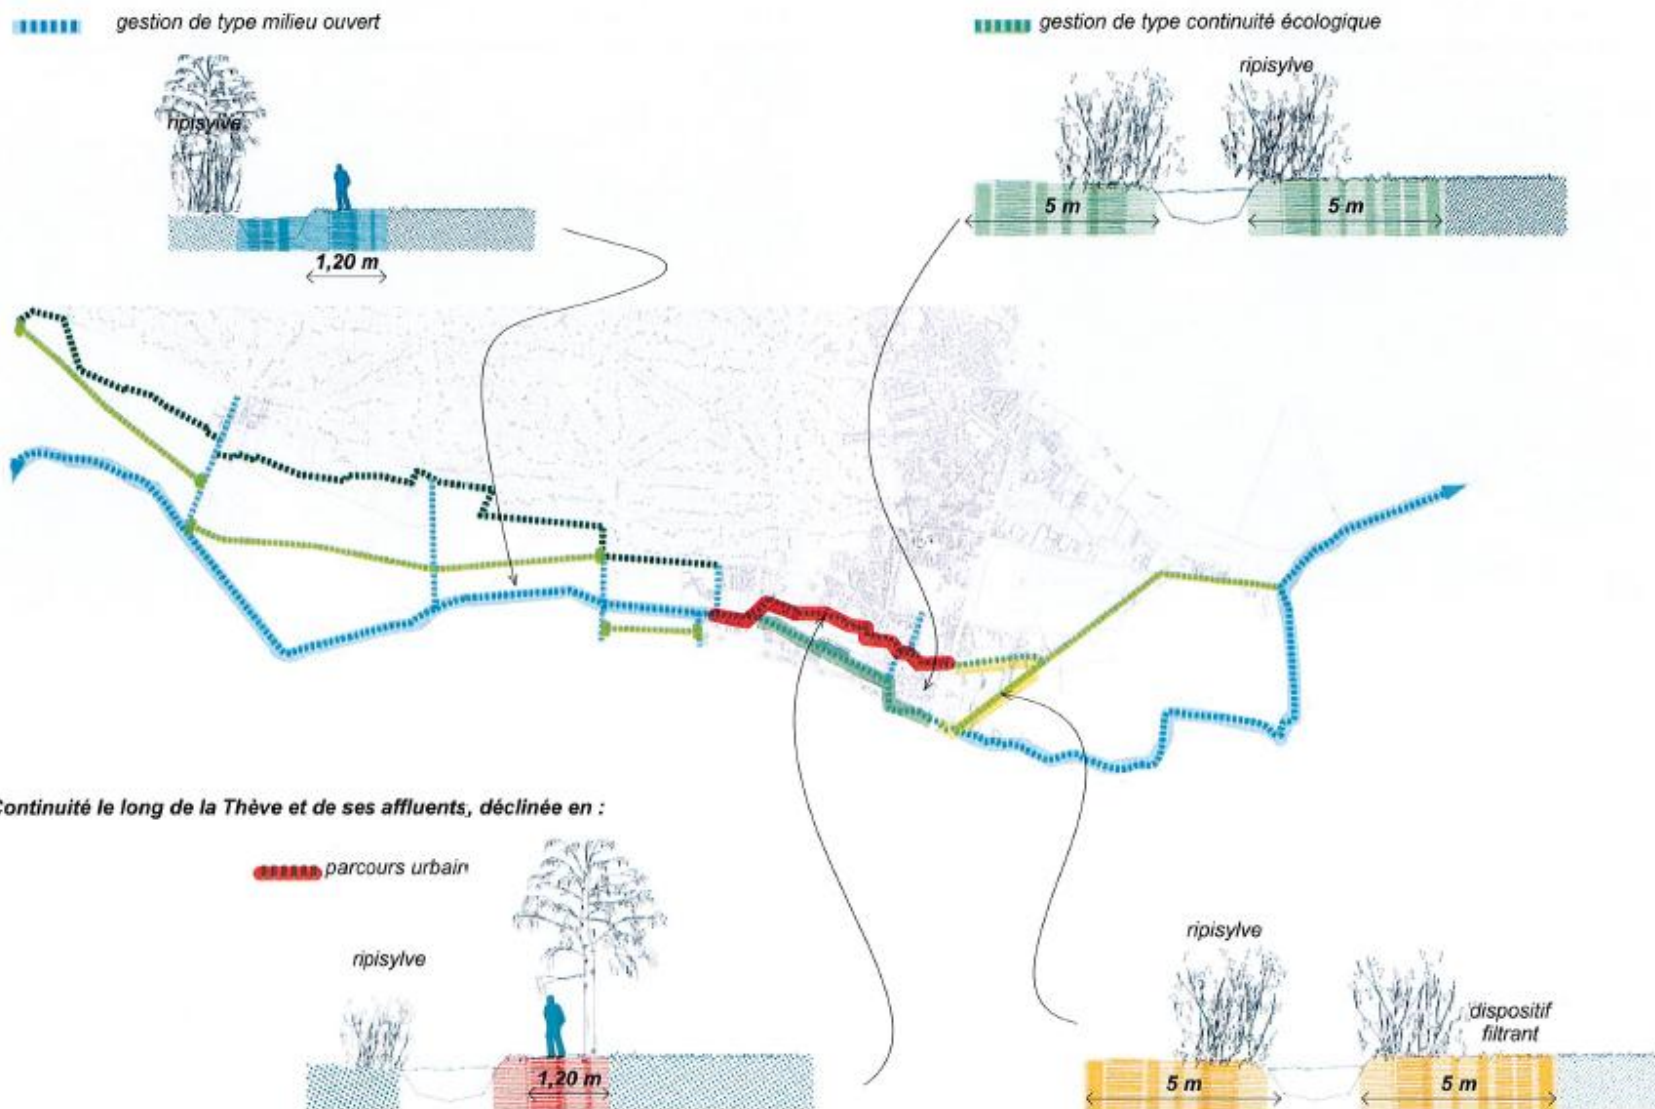 gestion de type milieu ouvert
gestion de type continuité écologique
ripisylve
ripisylve
5 m
5 m
1,20 m
Continuité le long de la Thève et de ses affluents, déclinée en :
parcours urbain
ripisylve
ripisylve
dispositif
filtrant
1,20 m
5 m
5 m